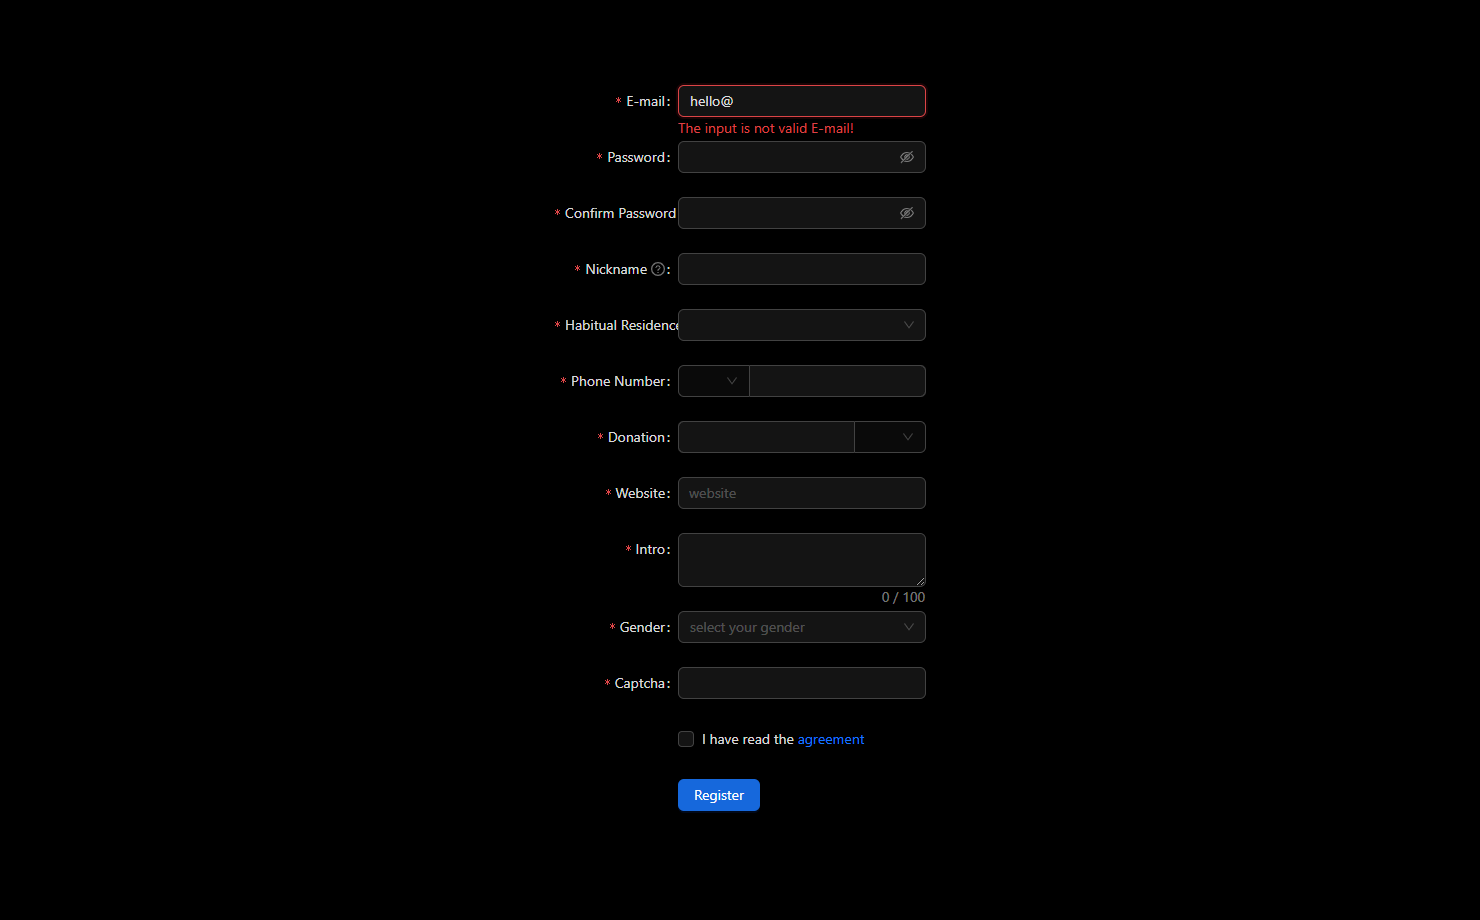 * E-mail: hello@
The input is not valid E-mail!
* Password:
* Confirm Password
* Nickname ?:
* Habitual Residence
* Phone Number:
* Donation:
* Website: website
* Intro:
0 / 100
* Gender: select your gender
* Captcha:
I have read the agreement
Register